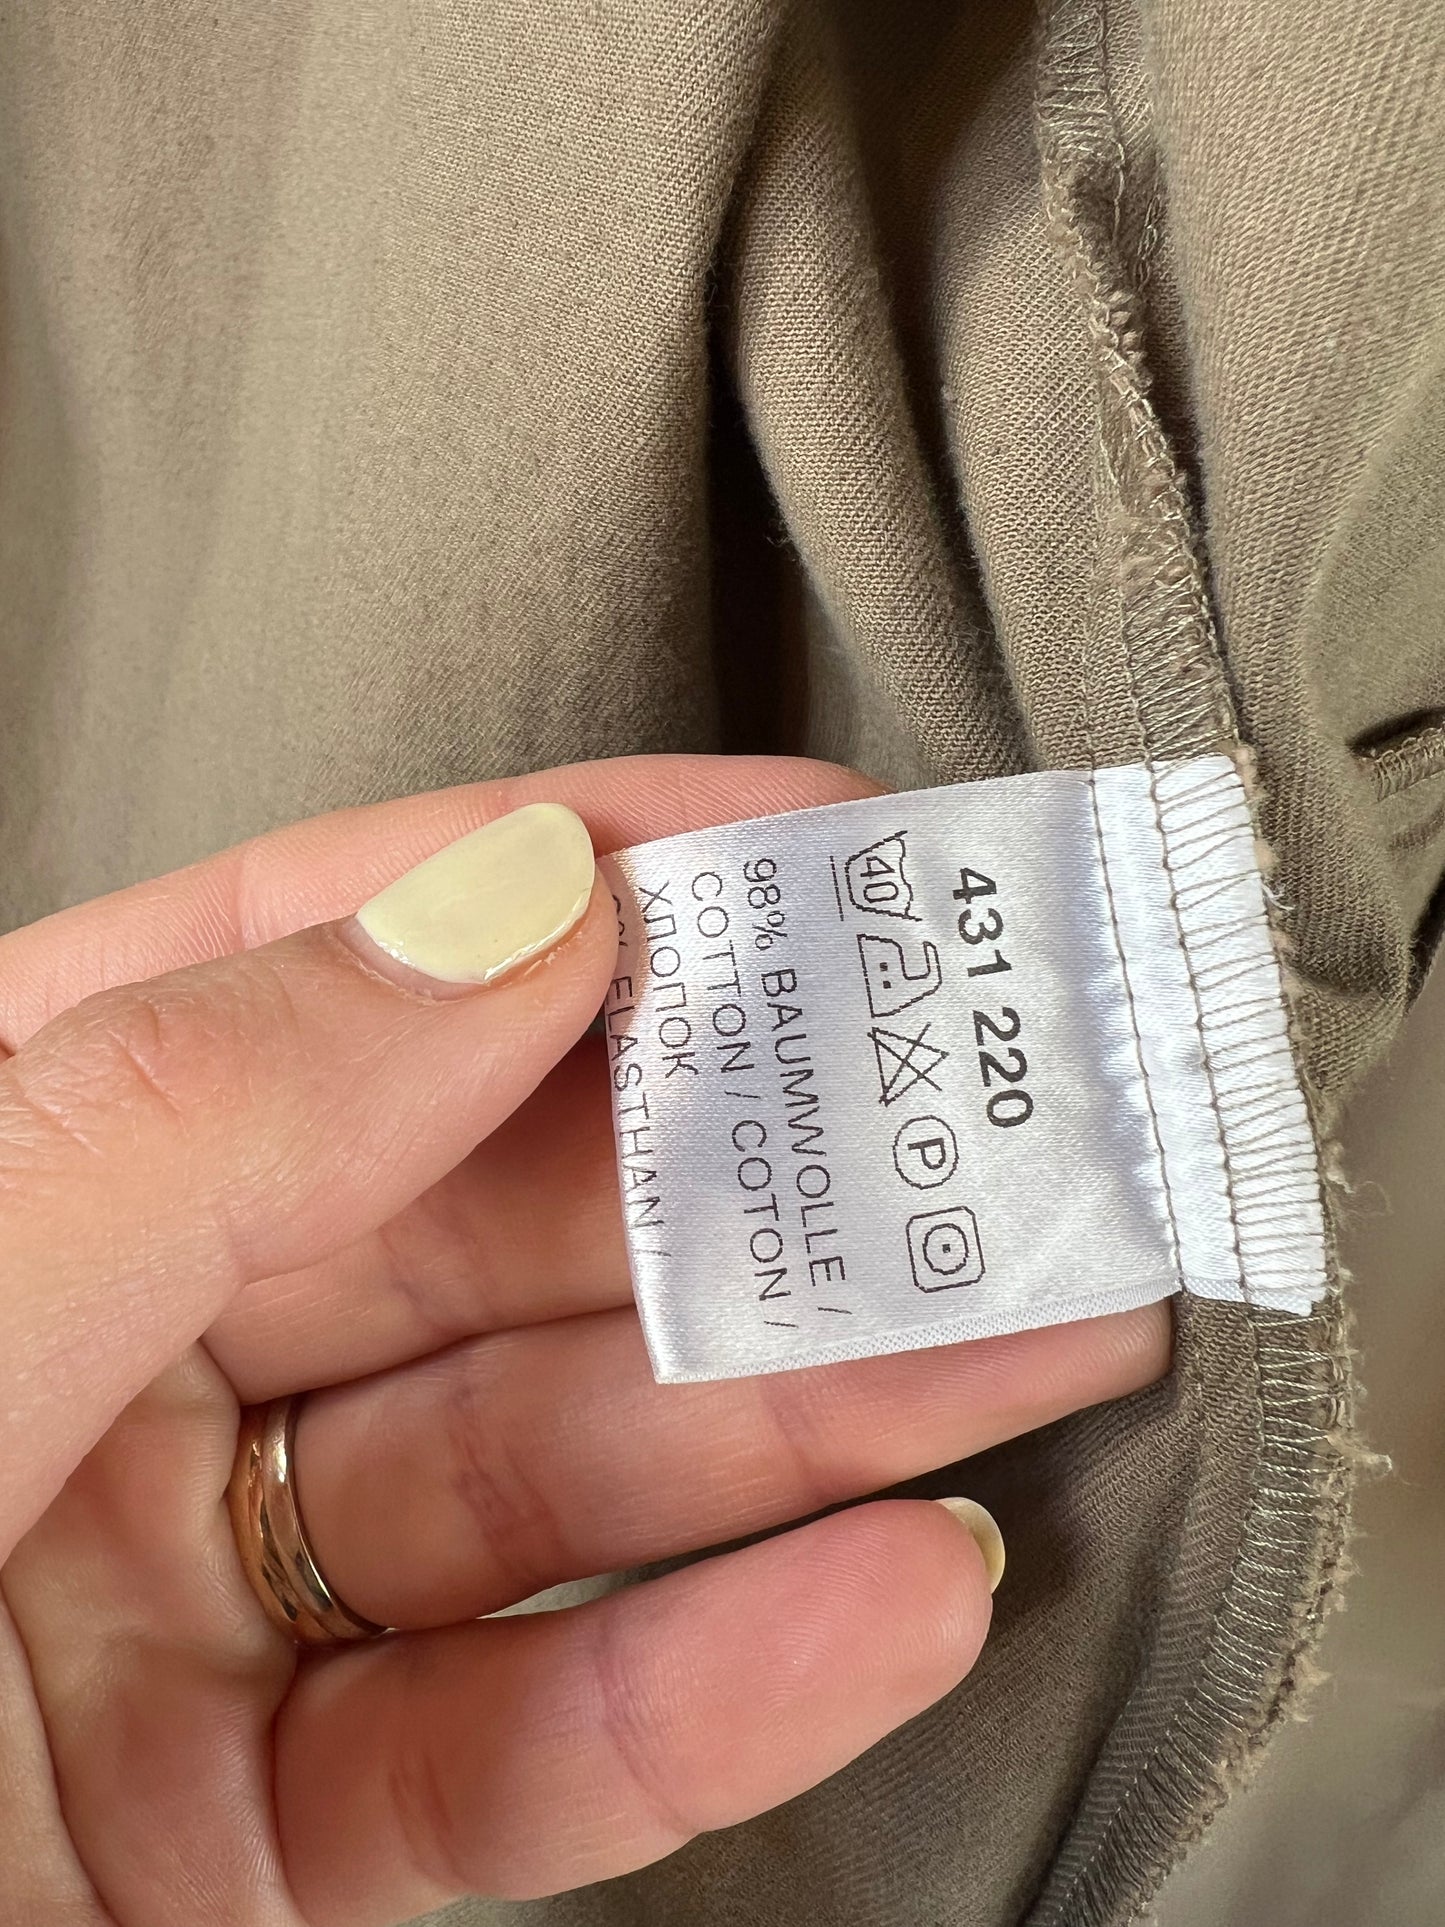 431 220
40
P
98% BAUMWOLLE /
COTTON / COTON /
ХЛОПОК
% ELASTHAN /